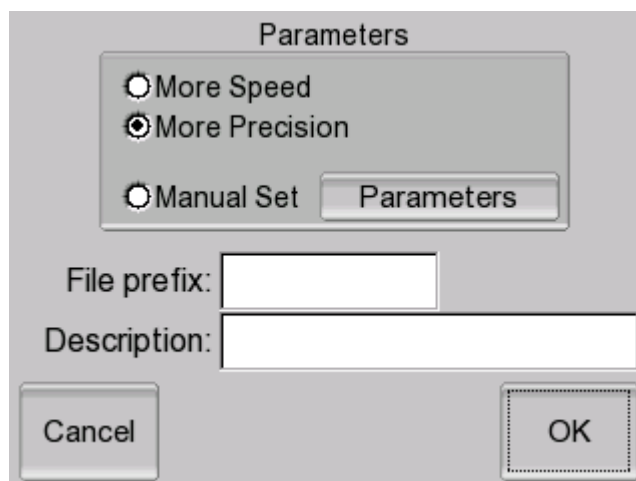 Parameters
More Speed
More Precision
Manual Set Parameters
File prefix:
Description:
Cancel OK